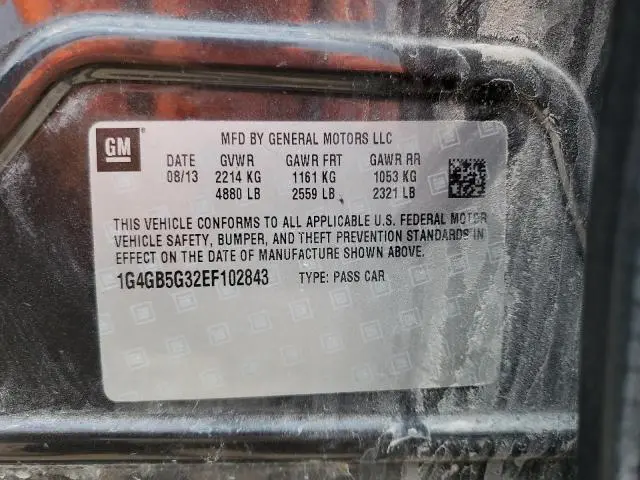 GM
MFD BY GENERAL MOTORS LLC
DATE GVWR GAWR FRT GAWR RR
08/13 2214 KG 1161 KG 1053 KG
4880 LB 2559 LB 2321 LB
THIS VEHICLE CONFORMS TO ALL APPLICABLE U.S. FEDERAL MOTOR
VEHICLE SAFETY, BUMPER, AND THEFT PREVENTION STANDARDS IN
EFFECT ON THE DATE OF MANUFACTURE SHOWN ABOVE.
1G4GB5G32EF102843 TYPE: PASS CAR